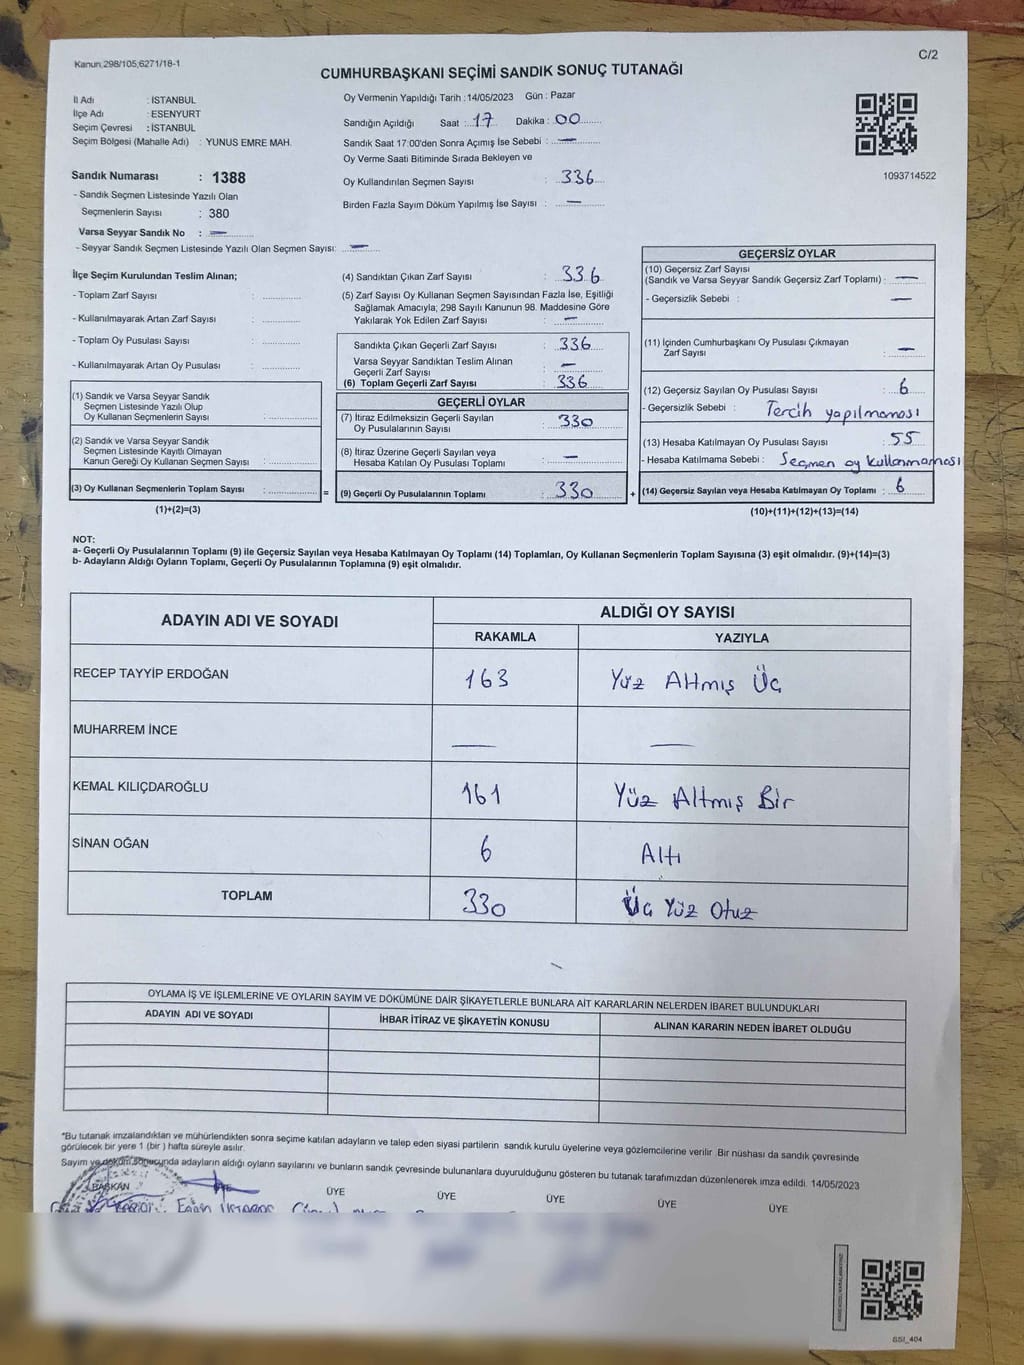 Kanun,298/105;6271/18-1
C/2
CUMHURBAŞKANI SEÇİMİ SANDIK SONUÇ TUTANAĞI
İl Adı : İSTANBUL
İlçe Adı : ESENYURT
Seçim Çevresi : İSTANBUL
Seçim Bölgesi (Mahalle Adı) : YUNUS EMRE MAH.
Sandık Numarası : 1388
- Sandık Seçmen Listesinde Yazılı Olan
Seçmenlerin Sayısı : 380
Varsa Seyyar Sandık No : —
- Seyyar Sandık Seçmen Listesinde Yazılı Olan Seçmen Sayısı: —
Oy Vermenin Yapıldığı Tarih :14/05/2023 Gün : Pazar
Sandığın Açıldığı Saat : 17 Dakika : 00
Sandık Saat 17:00'den Sonra Açımış İse Sebebi : —
Oy Verme Saati Bitiminde Sırada Bekleyen ve
Oy Kullandırılan Seçmen Sayısı : 336
Birden Fazla Sayım Döküm Yapılmış İse Sayısı : —
1093714522
İlçe Seçim Kurulundan Teslim Alınan;
- Toplam Zarf Sayısı :
- Kullanılmayarak Artan Zarf Sayısı :
- Toplam Oy Pusulası Sayısı :
- Kullanılmayarak Artan Oy Pusulası :
(1) Sandık ve Varsa Seyyar Sandık
Seçmen Listesinde Yazılı Olup
Oy Kullanan Seçmenlerin Sayısı :
(2) Sandık ve Varsa Seyyar Sandık
Seçmen Listesinde Kayıtlı Olmayan
Kanun Gereği Oy Kullanan Seçmen Sayısı :
(3) Oy Kullanan Seçmenlerin Toplam Sayısı :
(1)+(2)=(3)
=
(4) Sandıktan Çıkan Zarf Sayısı : 336
(5) Zarf Sayısı Oy Kullanan Seçmen Sayısından Fazla İse, Eşitliği
Sağlamak Amacıyla; 298 Sayılı Kanunun 98. Maddesine Göre
Yakılarak Yok Edilen Zarf Sayısı : —
Sandıkta Çıkan Geçerli Zarf Sayısı : 336
Varsa Seyyar Sandıktan Teslim Alınan
Geçerli Zarf Sayısı : —
(6) Toplam Geçerli Zarf Sayısı : 336
GEÇERLİ OYLAR
(7) İtiraz Edilmeksizin Geçerli Sayılan
Oy Pusulalarının Sayısı : 330
(8) İtiraz Üzerine Geçerli Sayılan veya
Hesaba Katılan Oy Pusulası Toplamı : —
(9) Geçerli Oy Pusulalarının Toplamı : 330
+
GEÇERSİZ OYLAR
(10) Geçersiz Zarf Sayısı
(Sandık ve Varsa Seyyar Sandık Geçersiz Zarf Toplamı) : —
- Geçersizlik Sebebi : —
(11) İçinden Cumhurbaşkanı Oy Pusulası Çıkmayan
Zarf Sayısı : —
(12) Geçersiz Sayılan Oy Pusulası Sayısı : 6
- Geçersizlik Sebebi : Tercih yapılmaması
(13) Hesaba Katılmayan Oy Pusulası Sayısı : 55
- Hesaba Katılmama Sebebi : Seçmen oy kullanmaması
(14) Geçersiz Sayılan veya Hesaba Katılmayan Oy Toplamı : 6
(10)+(11)+(12)+(13)=(14)
NOT:
a- Geçerli Oy Pusulalarının Toplamı (9) ile Geçersiz Sayılan veya Hesaba Katılmayan Oy Toplamı (14) Toplamları, Oy Kullanan Seçmenlerin Toplam Sayısına (3) eşit olmalıdır. (9)+(14)=(3)
b- Adayların Aldığı Oyların Toplamı, Geçerli Oy Pusulalarının Toplamına (9) eşit olmalıdır.
ADAYIN ADI VE SOYADI
ALDIĞI OY SAYISI
RAKAMLA YAZIYLA
RECEP TAYYİP ERDOĞAN 163 Yüz Altmış Üç
MUHARREM İNCE — —
KEMAL KILIÇDAROĞLU 161 Yüz Altmış Bir
SİNAN OĞAN 6 Altı
TOPLAM 330 Üç Yüz Otuz
OYLAMA İŞ VE İŞLEMLERİNE VE OYLARIN SAYIM VE DÖKÜMÜNE DAİR ŞİKAYETLERLE BUNLARA AİT KARARLARIN NELERDEN İBARET BULUNDUKLARI
ADAYIN ADI VE SOYADI İHBAR İTİRAZ VE ŞİKAYETİN KONUSU ALINAN KARARIN NEDEN İBARET OLDUĞU
*Bu tutanak imzalandıktan ve mühürlendikten sonra seçime katılan adayların ve talep eden siyasi partilerin sandık kurulu üyelerine veya gözlemcilerine verilir. Bir nüshası da sandık çevresinde
görülecek bir yere 1 (bir ) hafta süreyle asılır.
Sayım ve döküm sonucunda adayların aldığı oyların sayılarını ve bunların sandık çevresinde bulunanlara duyurulduğunu gösteren bu tutanak tarafımızdan düzenlenerek imza edildi. 14/05/2023
BAŞKAN ÜYE ÜYE ÜYE ÜYE ÜYE ÜYE
SSI_404